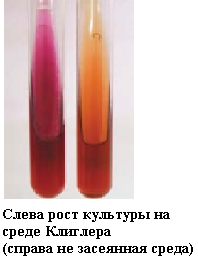 Слева рост культуры на
среде Клиглера
(справа не засеянная среда)